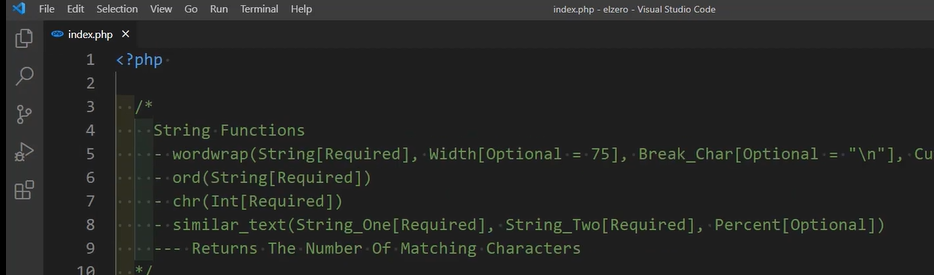 File Edit Selection View Go Run Terminal Help index.php - elzero - Visual Studio Code
index.php
1 <?php
2
3 /*
4 String Functions
5 - wordwrap(String[Required], Width[Optional = 75], Break_Char[Optional = "\n"], Cu
6 - ord(String[Required])
7 - chr(Int[Required])
8 - similar_text(String_One[Required], String_Two[Required], Percent[Optional])
9 --- Returns The Number Of Matching Characters
10 */